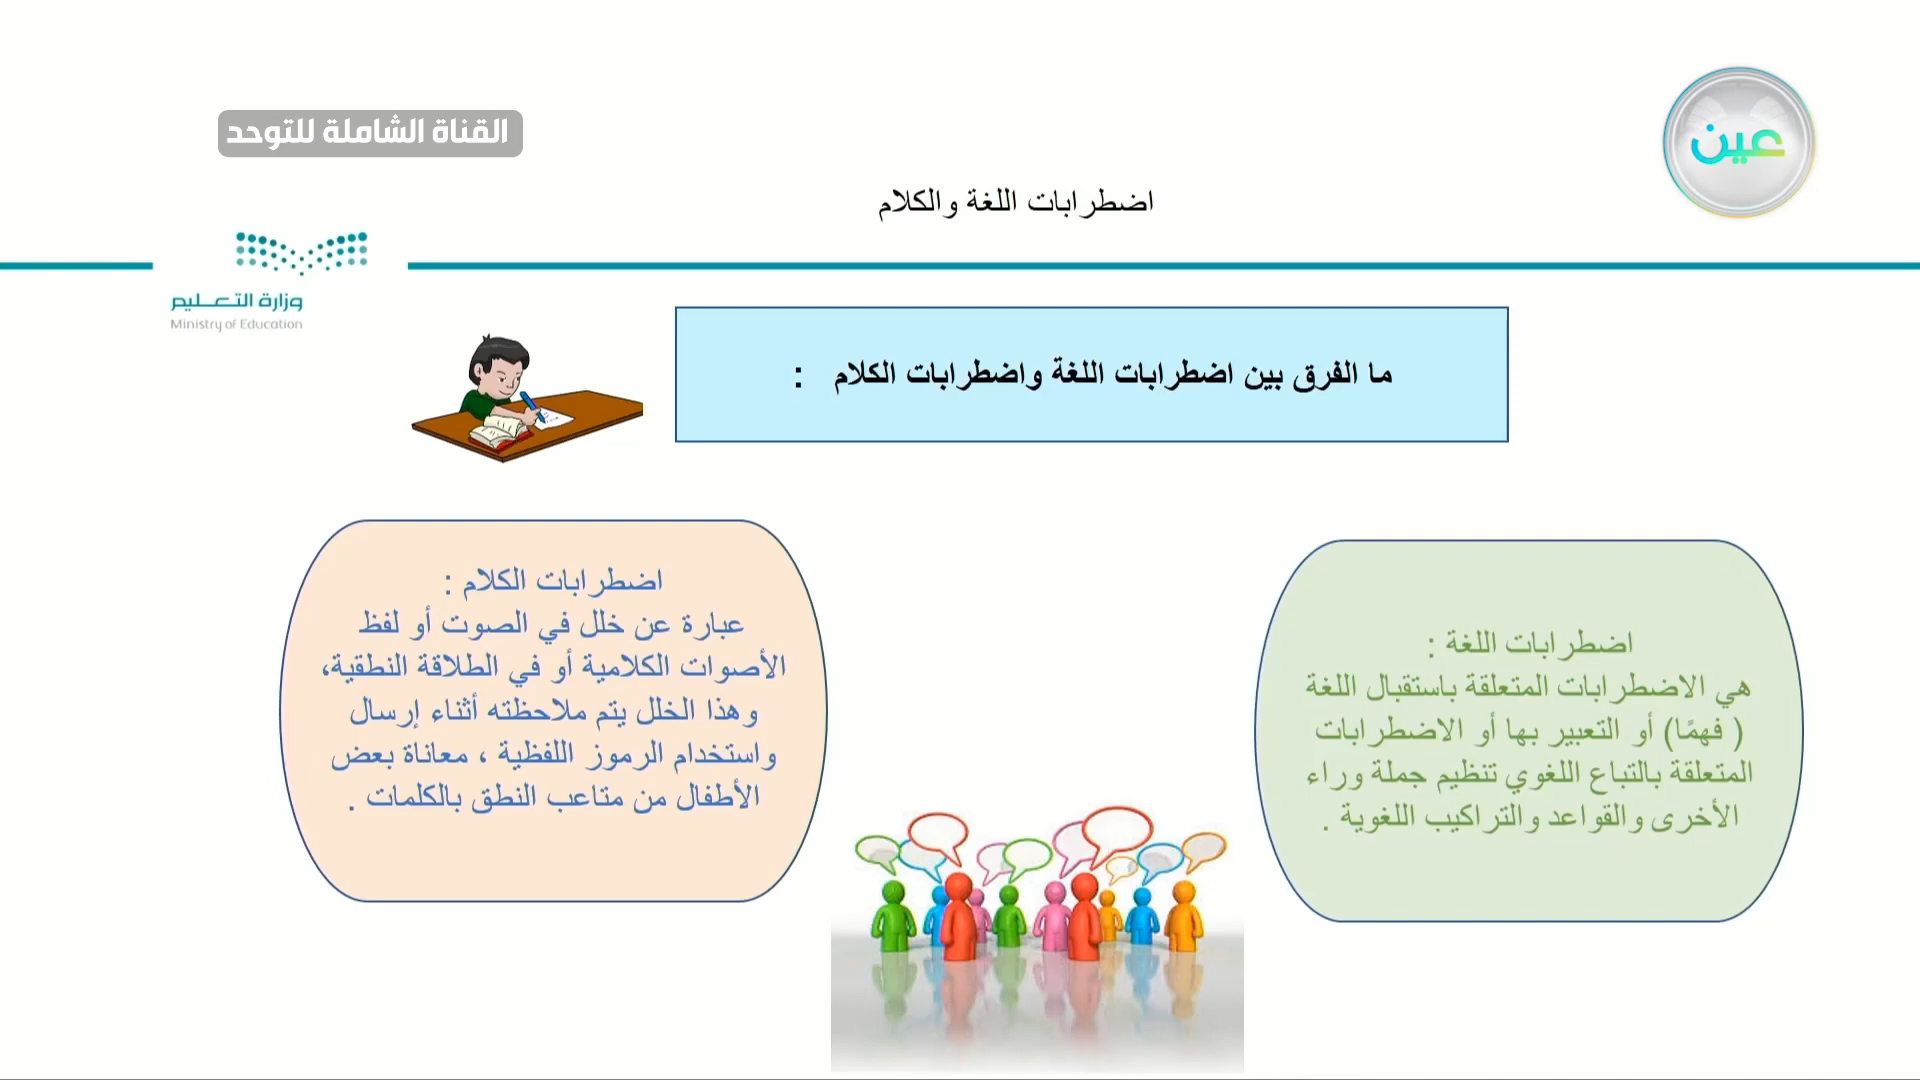 القناة الشاملة للتوحد
عين
اضطرابات اللغة والكلام
وزارة التعليم
Ministry of Education
ما الفرق بين اضطرابات اللغة واضطرابات الكلام :
اضطرابات اللغة :
هي الاضطرابات المتعلقة باستقبال اللغة
( فهمًا) أو التعبير بها أو الاضطرابات
المتعلقة بالتباع اللغوي تنظيم جملة وراء
الأخرى والقواعد والتراكيب اللغوية .
اضطرابات الكلام :
عبارة عن خلل في الصوت أو لفظ
الأصوات الكلامية أو في الطلاقة النطقية،
وهذا الخلل يتم ملاحظته أثناء إرسال
واستخدام الرموز اللفظية ، معاناة بعض
الأطفال من متاعب النطق بالكلمات .